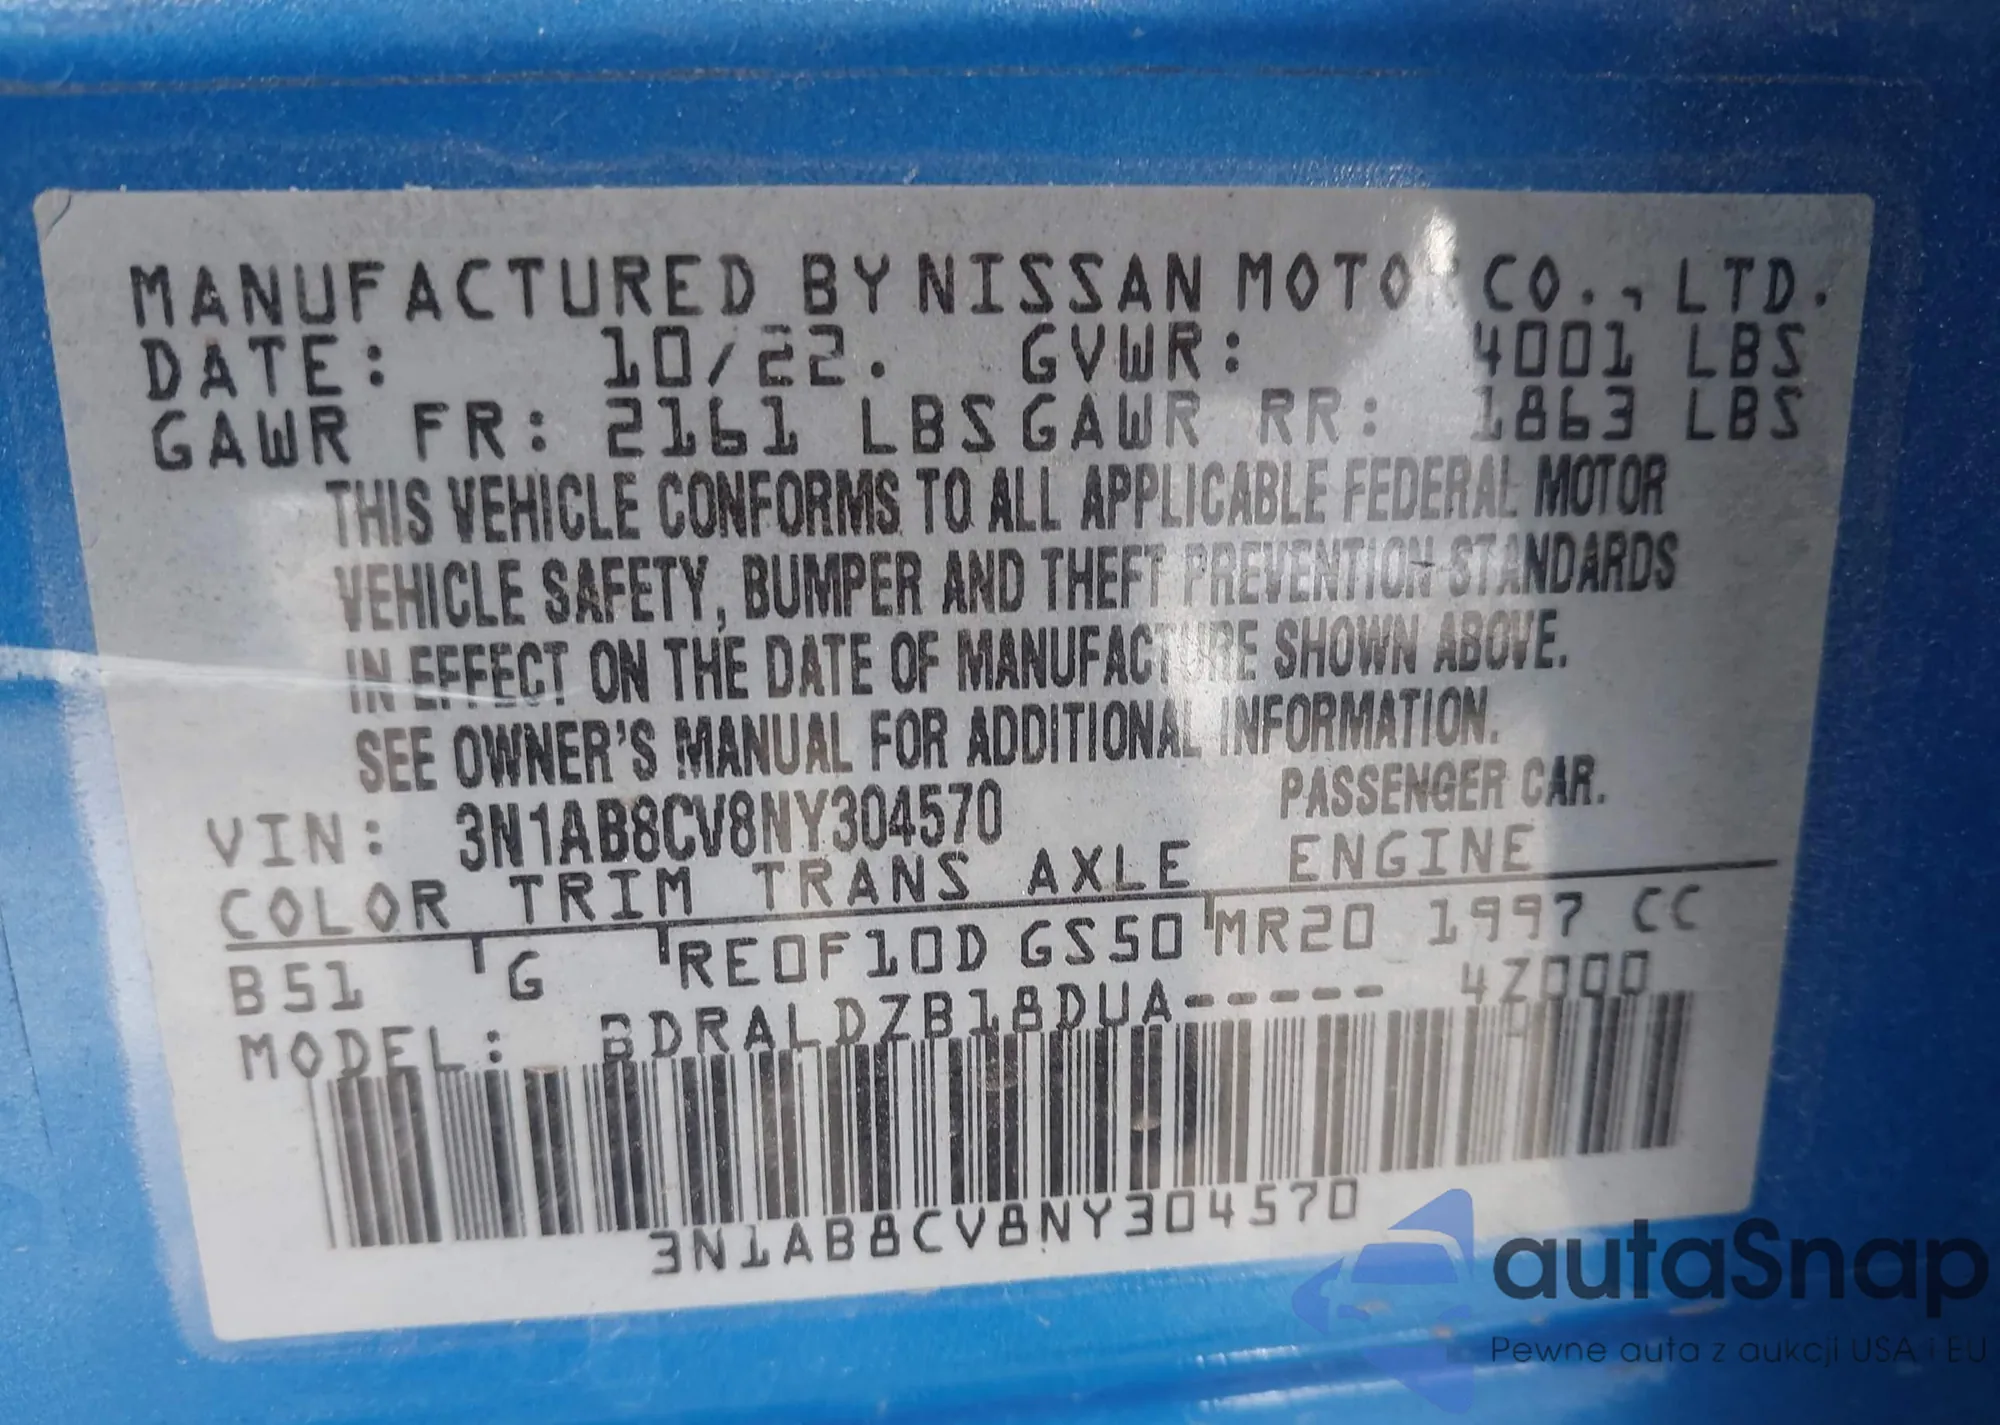 MANUFACTURED BY NISSAN MOTOR CO., LTD.
DATE: 10/22. GVWR: 4001 LBS
GAWR FR: 2161 LBS GAWR RR: 1863 LBS
THIS VEHICLE CONFORMS TO ALL APPLICABLE FEDERAL MOTOR
VEHICLE SAFETY, BUMPER AND THEFT PREVENTION STANDARDS
IN EFFECT ON THE DATE OF MANUFACTURE SHOWN ABOVE.
SEE OWNER'S MANUAL FOR ADDITIONAL INFORMATION.
VIN: 3N1AB8CV8NY304570 PASSENGER CAR.
COLOR TRIM TRANS AXLE ENGINE
B51 G RE0F10D GS50 MR20 1997 CC
MODEL: BDRALDZB18DUA----- 4Z000
3N1AB8CV8NY304570
autaSnap
Pewne auta z aukcji USA i EU